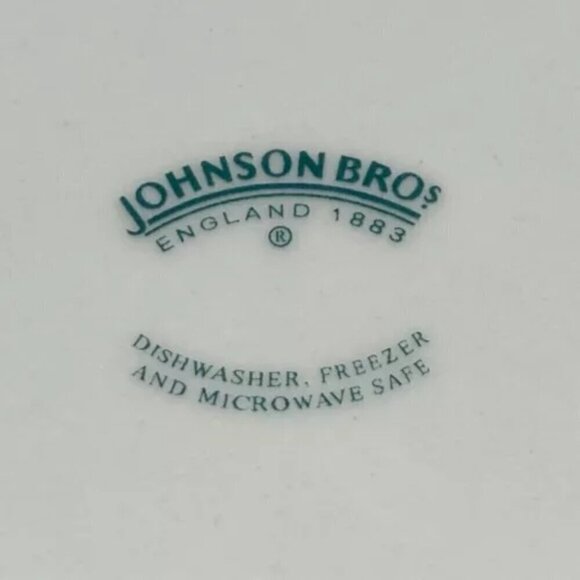 JOHNSON BROS
ENGLAND 1883
®
DISHWASHER, FREEZER
AND MICROWAVE SAFE